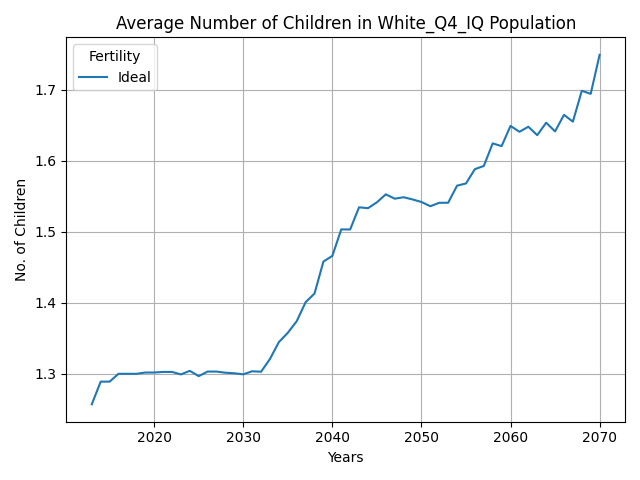 Average Number of Children in White_Q4_IQ Population
Fertility
Ideal
1.7
1.6
1.5
1.4
1.3
No. of Children
2020 2030 2040 2050 2060 2070
Years